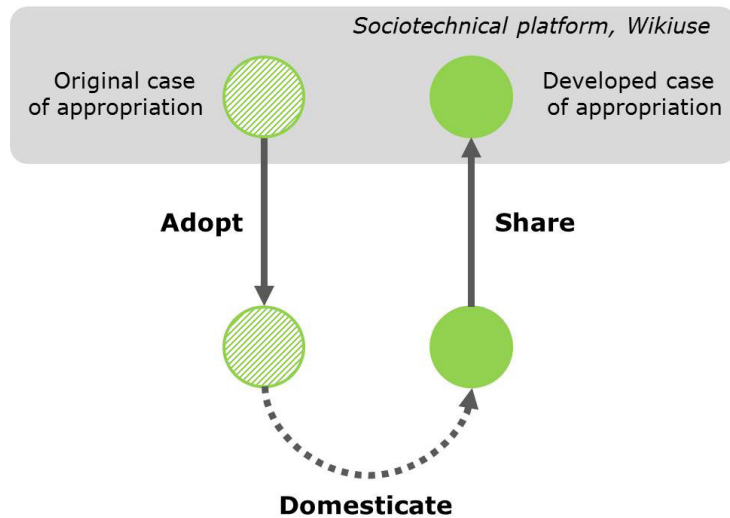 Sociotechnical platform, Wikiuse
Original case
of appropriation
Developed case
of appropriation
Adopt
Share
Domesticate